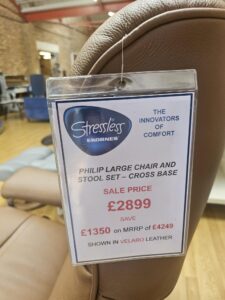 Stressless
EKORNES
THE
INNOVATORS
OF
COMFORT
PHILIP LARGE CHAIR AND
STOOL SET – CROSS BASE
SALE PRICE
£2899
SAVE
£1350 on MRRP of £4249
SHOWN IN VELARO LEATHER